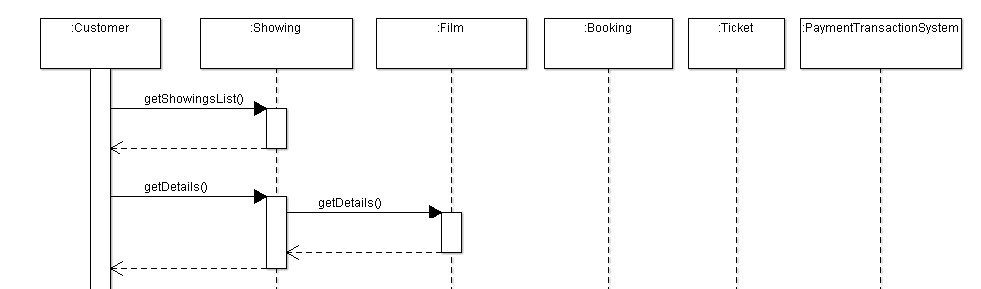 :Customer
:Showing
:Film
:Booking
:Ticket
:PaymentTransactionSystem
getShowingsList()
getDetails()
getDetails()